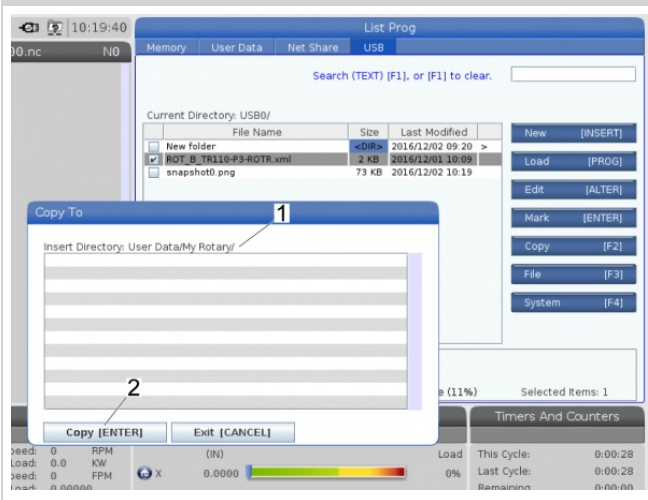 10:19:40
List Prog
00.nc N0
Memory User Data Net Share USB
Search (TEXT) [F1], or [F1] to clear.
Current Directory: USB0/
File Name Size Last Modified
New folder <DIR> 2016/12/02 09:20 >
ROT_B_TR110-P3-ROTR.xml 2 KB 2016/12/01 10:09
snapshot0.png 73 KB 2016/12/02 10:19
New [INSERT]
Load [PROG]
Edit [ALTER]
Mark [ENTER]
Copy [F2]
File [F3]
System [F4]
Copy To
1
Insert Directory: User Data/My Rotary/
2
Copy [ENTER] Exit [CANCEL]
e (11%) Selected Items: 1
Timers And Counters
peed: 0 RPM
Load: 0.0 KW
peed: 0 FPM
Load: 0.00000
(IN) Load
X 0.0000 0%
This Cycle: 0:00:28
Last Cycle: 0:00:28
Remaining 0:00:00